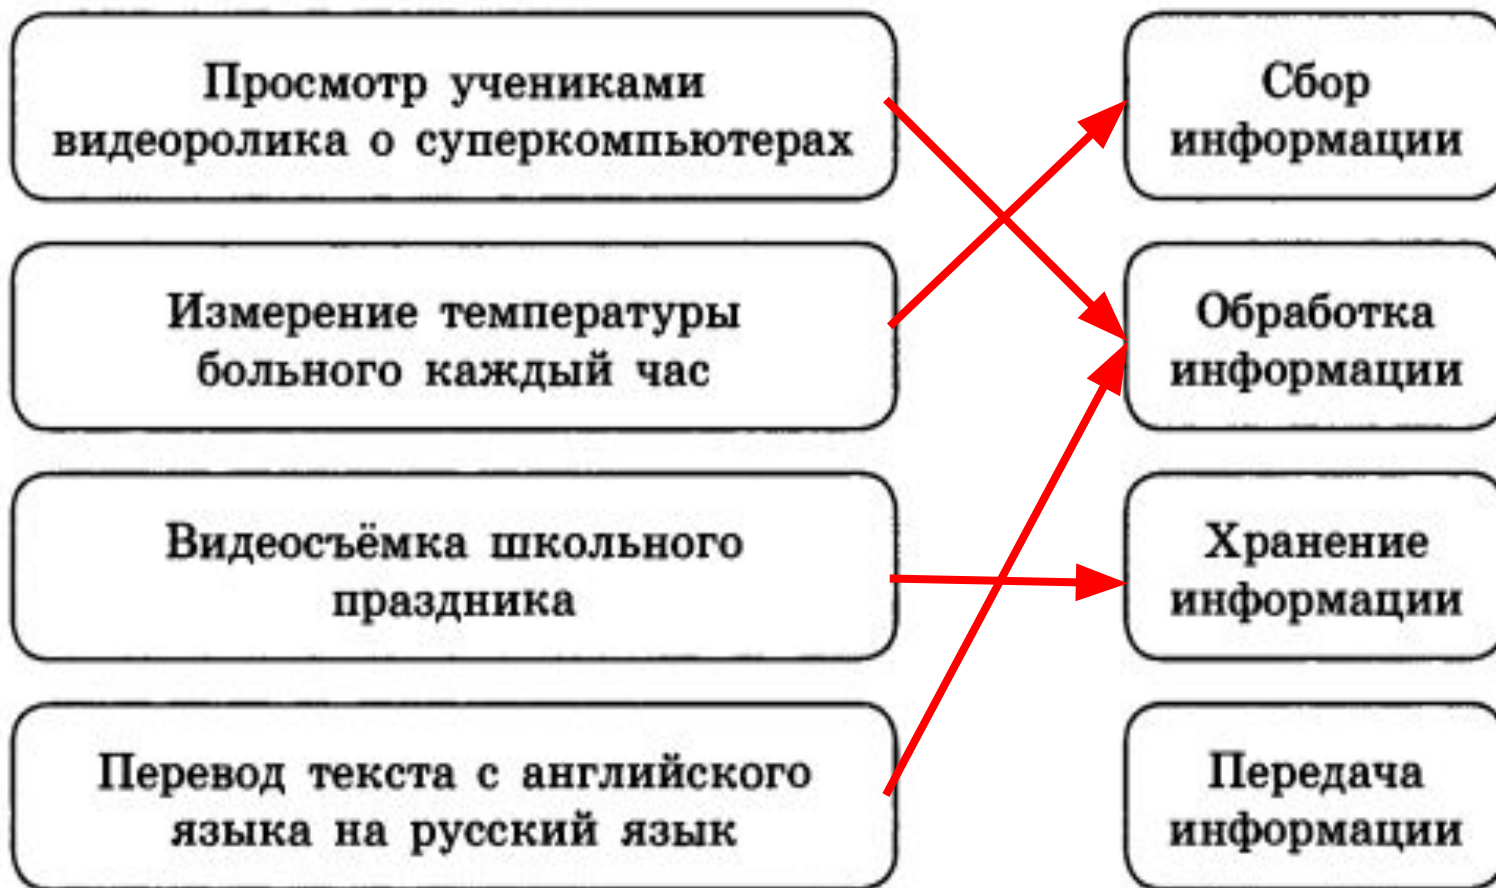 Просмотр учениками
видеоролика о суперкомпьютерах
Сбор
информации
Измерение температуры
больного каждый час
Обработка
информации
Видеосъёмка школьного
праздника
Хранение
информации
Перевод текста с английского
языка на русский язык
Передача
информации